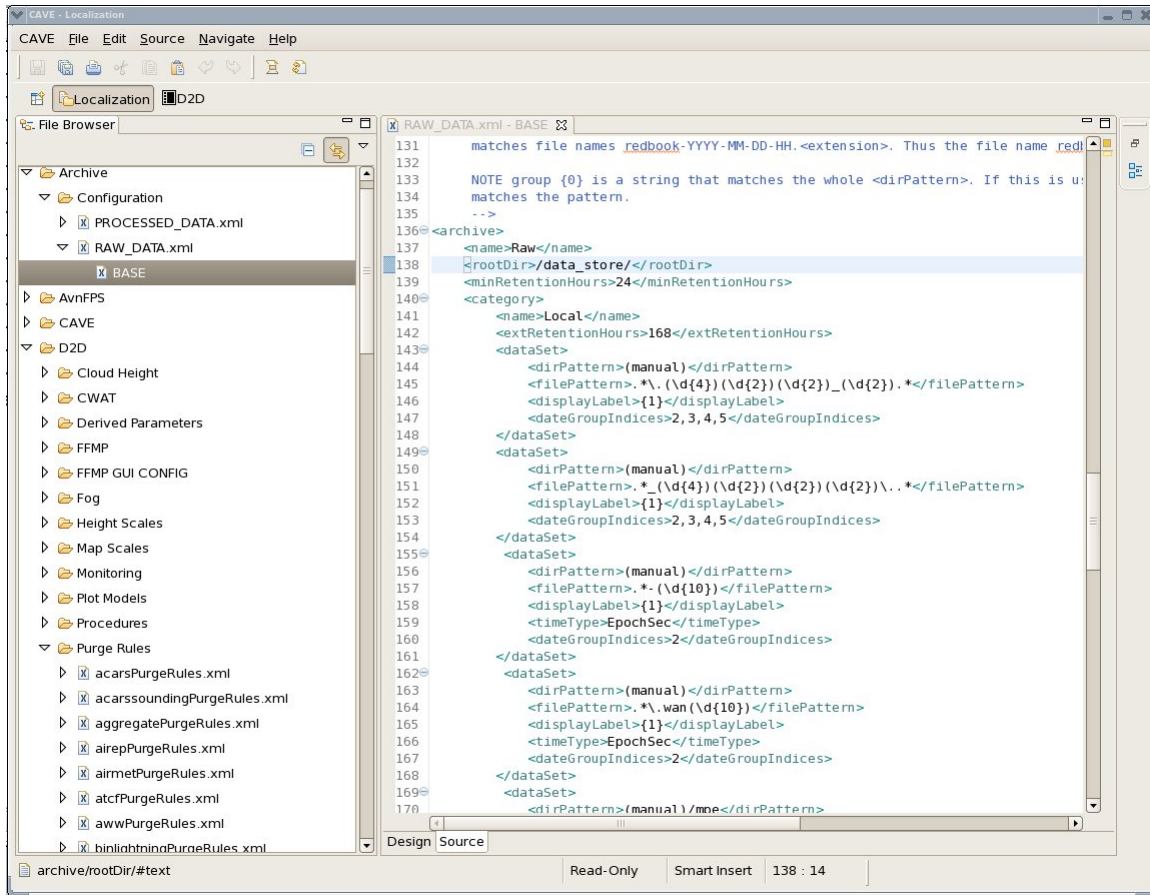 CAVE - Localization
CAVE File Edit Source Navigate Help
Localization D2D
File Browser
Archive
Configuration
PROCESSED_DATA.xml
RAW_DATA.xml
BASE
AvnFPS
CAVE
D2D
Cloud Height
CWAT
Derived Parameters
FFMP
FFMP GUI CONFIG
Fog
Height Scales
Map Scales
Monitoring
Plot Models
Procedures
Purge Rules
acarsPurgeRules.xml
acarssoundingPurgeRules.xml
aggregatePurgeRules.xml
airepPurgeRules.xml
airmetPurgeRules.xml
atcfPurgeRules.xml
awwPurgeRules.xml
binlightningPurgeRules.xml
RAW_DATA.xml - BASE
131 matches file names redbook-YYYY-MM-DD-HH.<extension>. Thus the file name redb
132
133 NOTE group {0} is a string that matches the whole <dirPattern>. If this is us
134 matches the pattern.
135 -->
136 <archive>
137 <name>Raw</name>
138 <rootDir>/data_store/</rootDir>
139 <minRetentionHours>24</minRetentionHours>
140 <category>
141 <name>Local</name>
142 <extRetentionHours>168</extRetentionHours>
143 <dataSet>
144 <dirPattern>(manual)</dirPattern>
145 <filePattern>.*\.(\d{4})(\d{2})(\d{2})_(\d{2}).*</filePattern>
146 <displayLabel>{1}</displayLabel>
147 <dateGroupIndices>2,3,4,5</dateGroupIndices>
148 </dataSet>
149 <dataSet>
150 <dirPattern>(manual)</dirPattern>
151 <filePattern>.*_(\d{4})(\d{2})(\d{2})(\d{2})\..*</filePattern>
152 <displayLabel>{1}</displayLabel>
153 <dateGroupIndices>2,3,4,5</dateGroupIndices>
154 </dataSet>
155 <dataSet>
156 <dirPattern>(manual)</dirPattern>
157 <filePattern>.*-(\d{10})</filePattern>
158 <displayLabel>{1}</displayLabel>
159 <timeType>EpochSec</timeType>
160 <dateGroupIndices>2</dateGroupIndices>
161 </dataSet>
162 <dataSet>
163 <dirPattern>(manual)</dirPattern>
164 <filePattern>.*\.wan(\d{10})</filePattern>
165 <displayLabel>{1}</displayLabel>
166 <timeType>EpochSec</timeType>
167 <dateGroupIndices>2</dateGroupIndices>
168 </dataSet>
169 <dataSet>
170 <dirPattern>(manual)/mpe</dirPattern>
Design Source
archive/rootDir/#text Read-Only Smart Insert 138 : 14